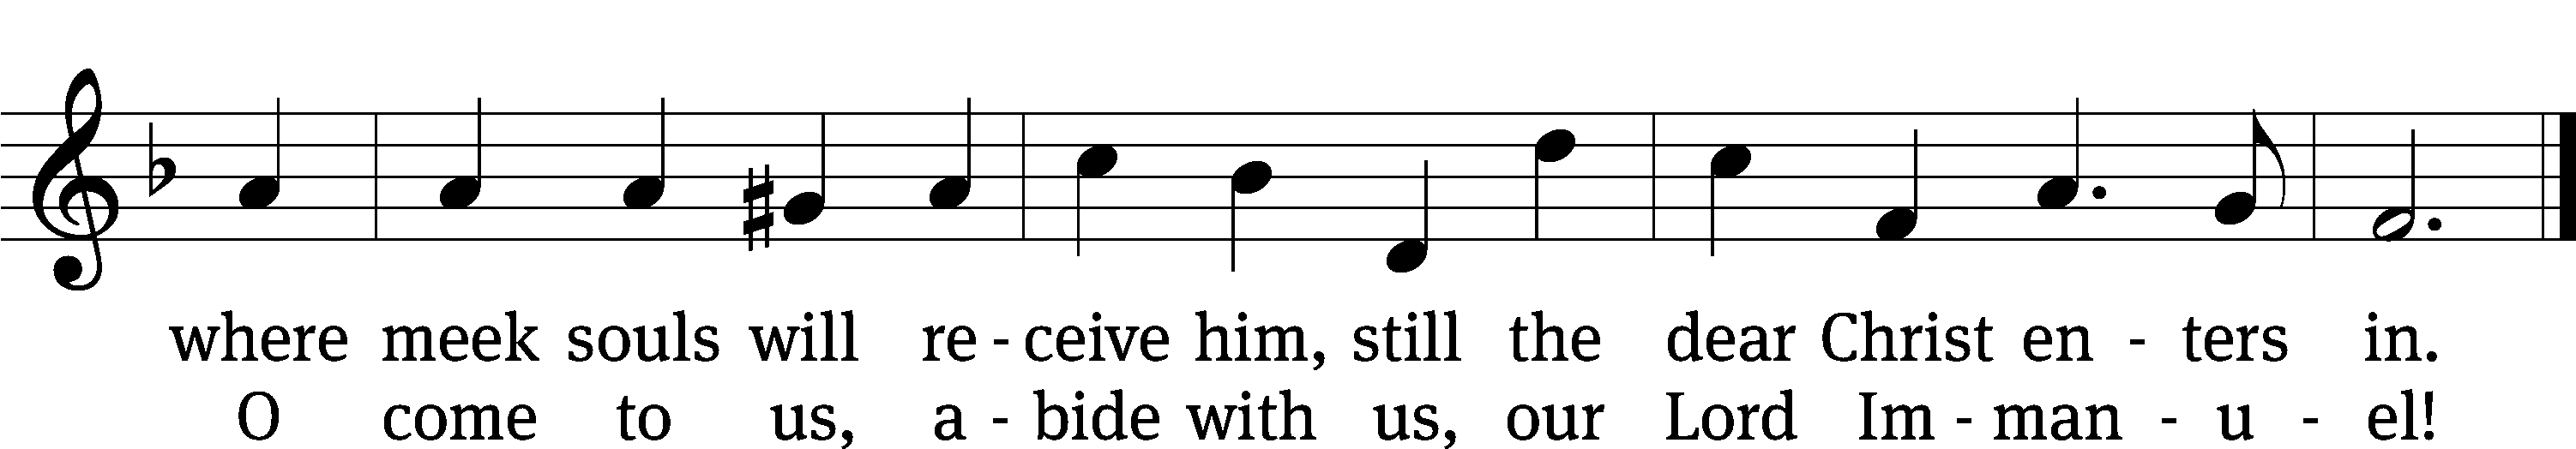 where meek souls will re - ceive him, still the dear Christ en - ters in.
O come to us, a - bide with us, our Lord Im - man - u - el!